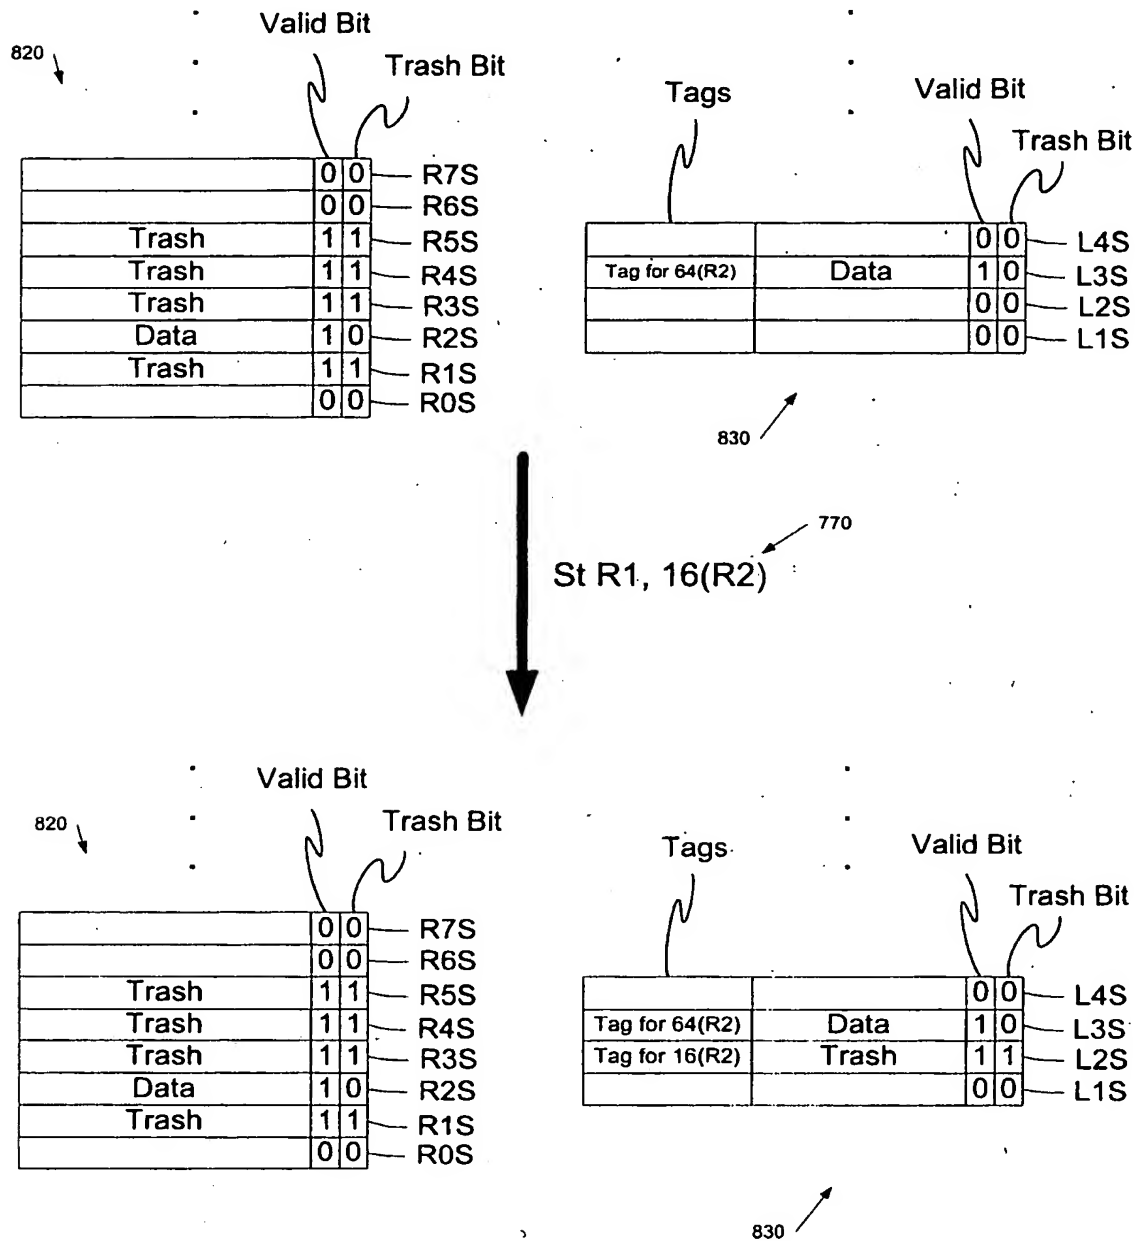 Valid Bit
820
Trash Bit
0 0 R7S
0 0 R6S
Trash 1 1 R5S
Trash 1 1 R4S
Trash 1 1 R3S
Data 1 0 R2S
Trash 1 1 R1S
0 0 R0S
Tags
Valid Bit
Trash Bit
0 0 L4S
Tag for 64(R2) Data 1 0 L3S
0 0 L2S
0 0 L1S
830
770
St R1, 16(R2)
Valid Bit
820
Trash Bit
0 0 R7S
0 0 R6S
Trash 1 1 R5S
Trash 1 1 R4S
Trash 1 1 R3S
Data 1 0 R2S
Trash 1 1 R1S
0 0 R0S
Tags
Valid Bit
Trash Bit
0 0 L4S
Tag for 64(R2) Data 1 0 L3S
Tag for 16(R2) Trash 1 1 L2S
0 0 L1S
830